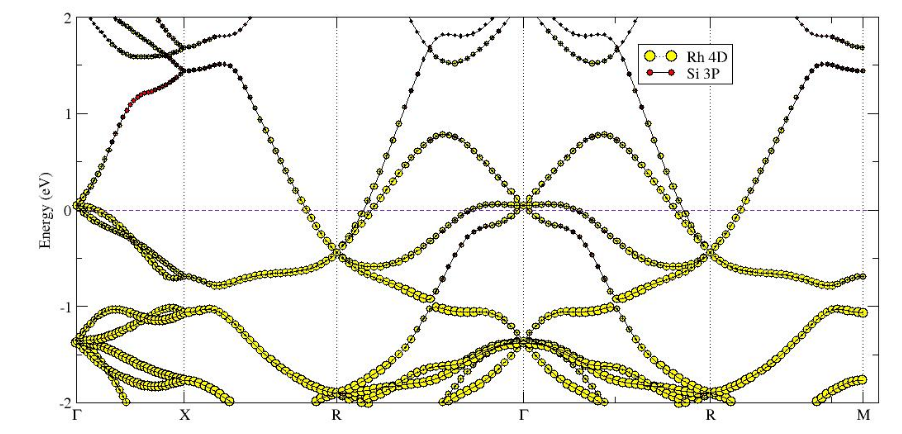 2
1
0
-1
-2
Energy (eV)
Rh 4D
Si 3P
Γ X R Γ R M